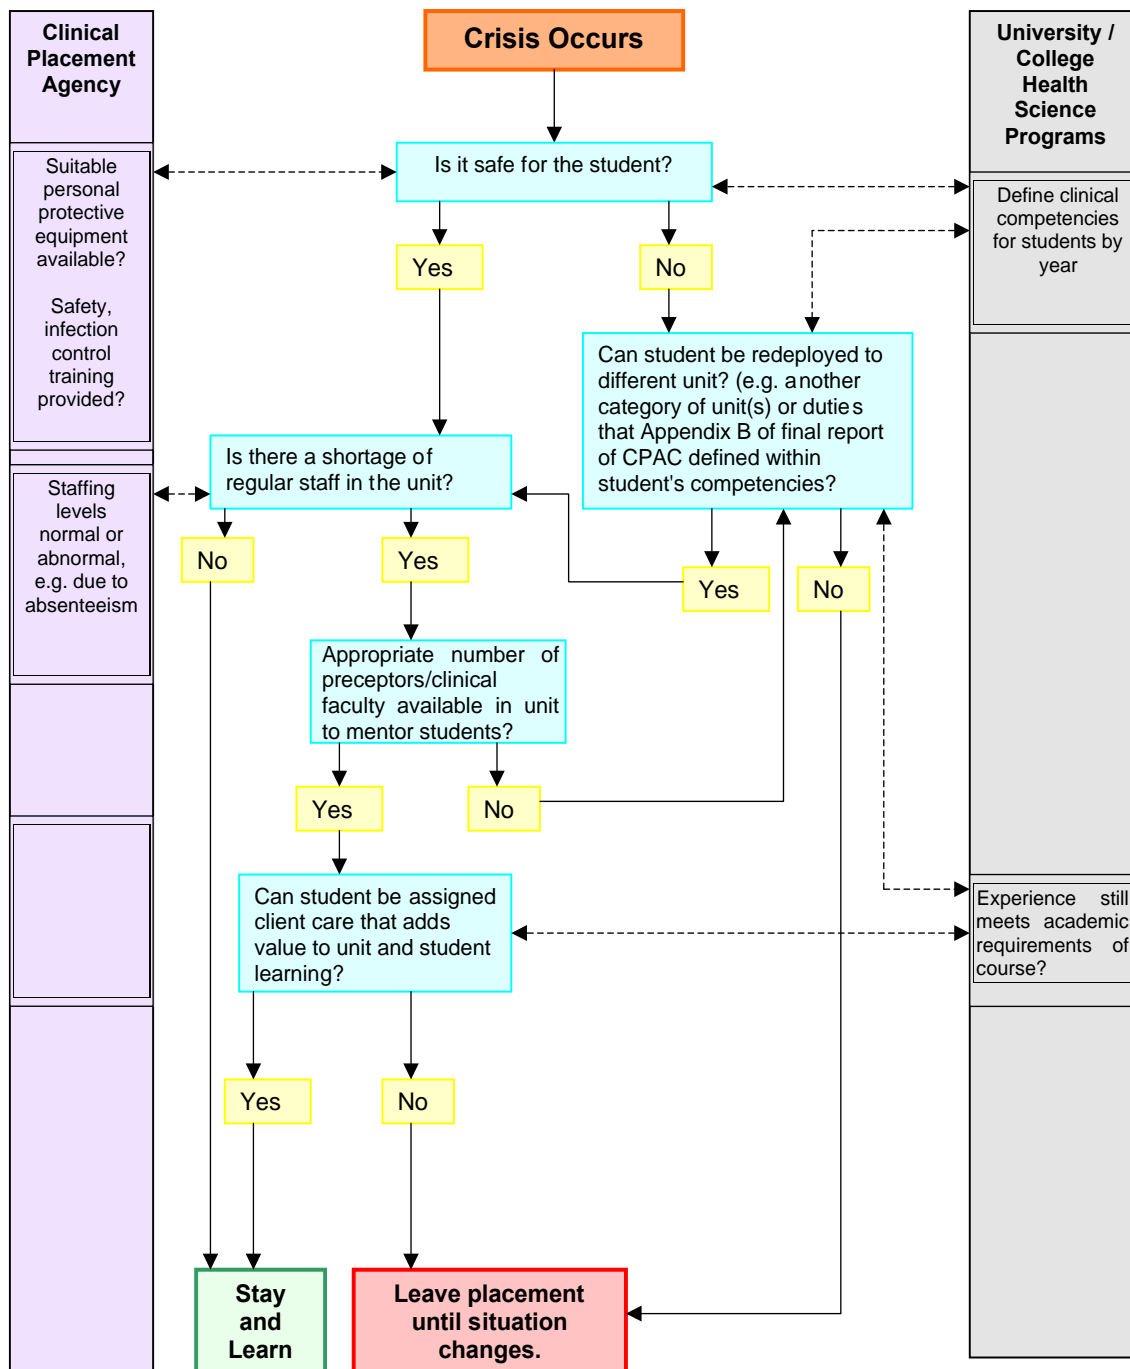 Clinical
Placement
Agency
Crisis Occurs
University /
College
Health
Science
Programs
Suitable
personal
protective
equipment
available?
Safety,
infection
control
training
provided?
Is it safe for the student?
Define clinical
competencies
for students by
year
Yes
No
Can student be redeployed to
different unit? (e.g. another
category of unit(s) or duties
that Appendix B of final report
of CPAC defined within
student's competencies?
Is there a shortage of
regular staff in the unit?
Staffing
levels
normal or
abnormal,
e.g. due to
absenteeism
No
Yes
Yes
No
Appropriate number of
preceptors/clinical
faculty available in unit
to mentor students?
Yes
No
Can student be assigned
client care that adds
value to unit and student
learning?
Experience still
meets academic
requirements of
course?
Yes
No
Stay
and
Learn
Leave placement
until situation
changes.